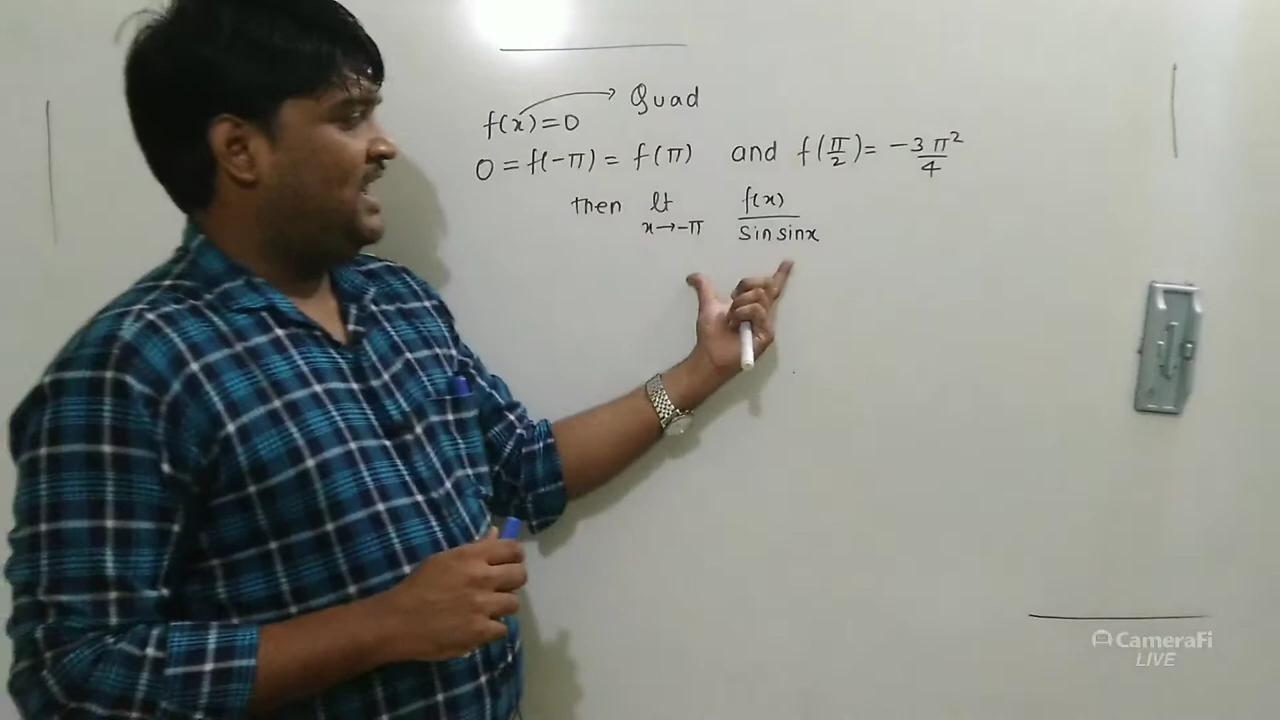 f(x)=0 → Quad
0 = f(-π) = f(π) and f(π/2) = -3π²/4
then lt x→-π f(x)/Sin sinx
CameraFi
LIVE